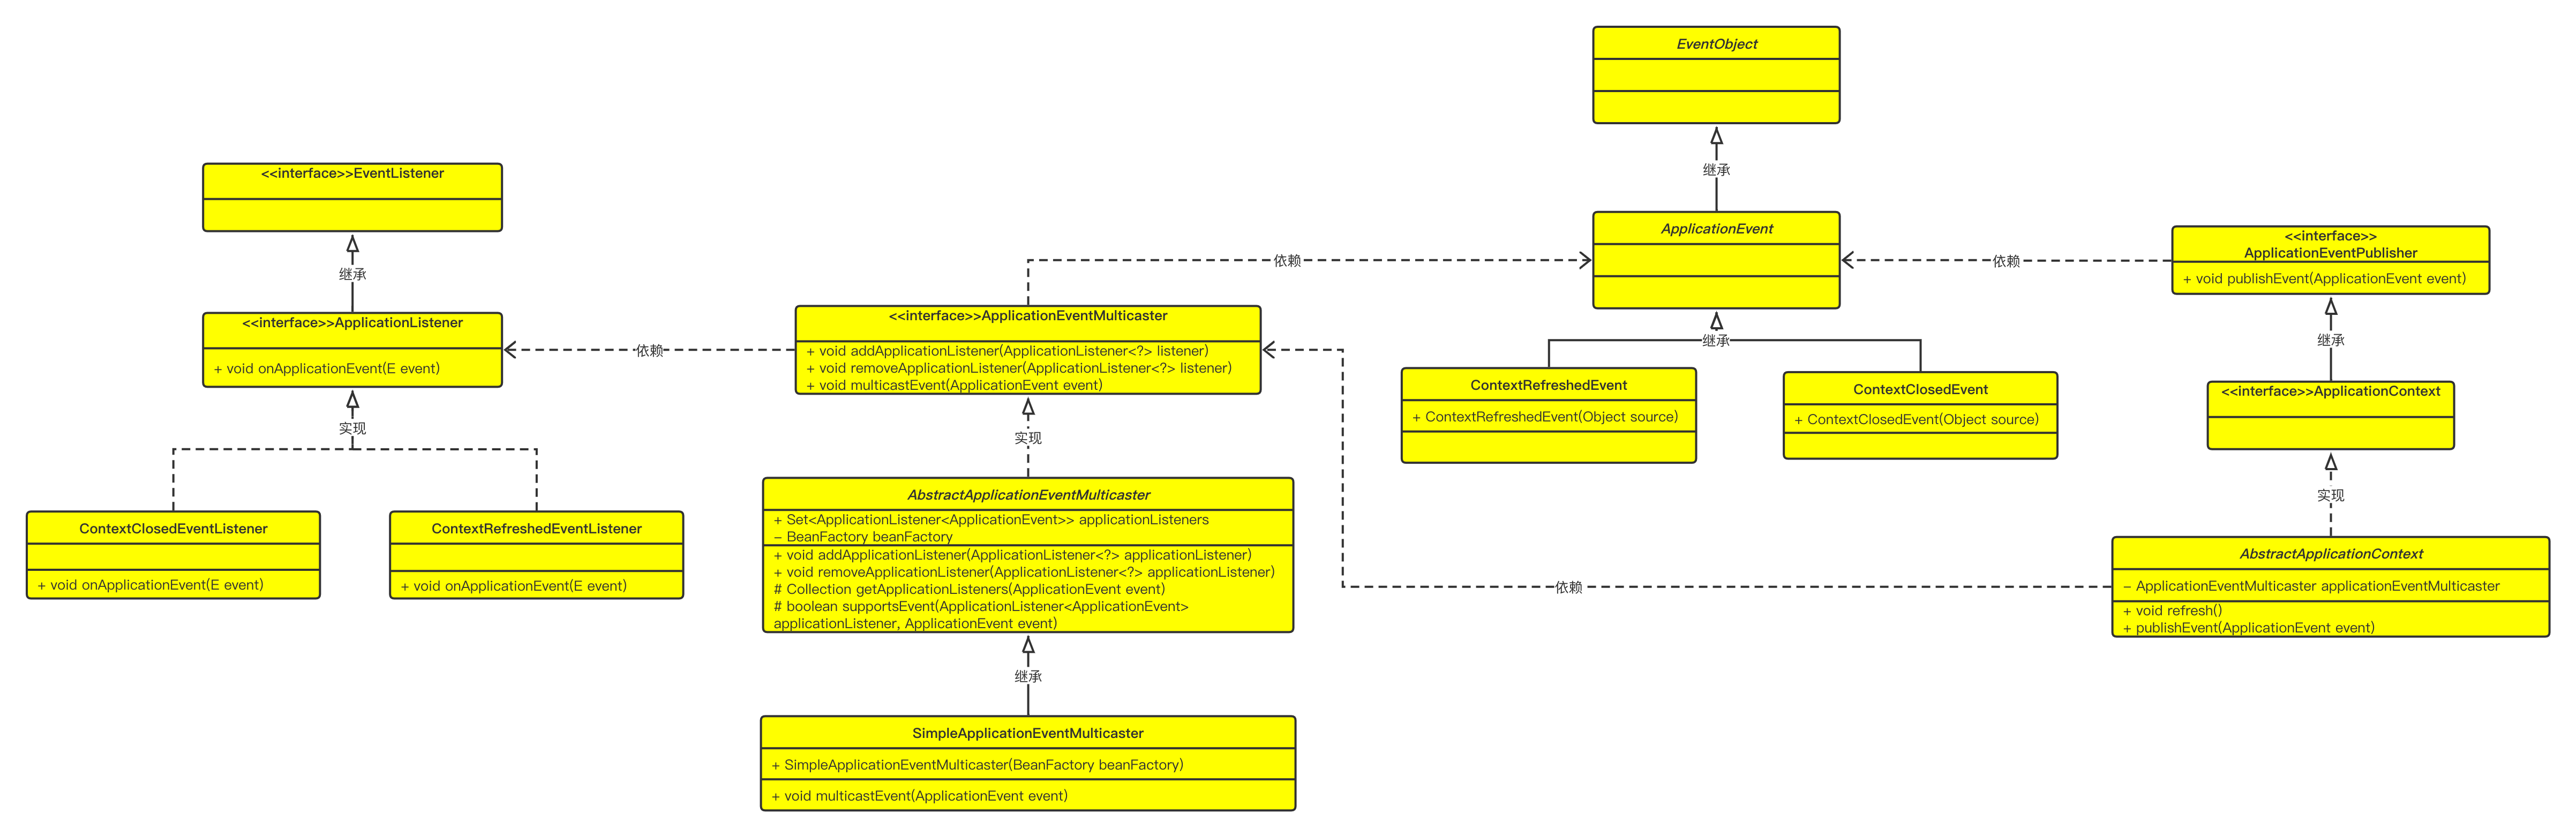 EventObject
继承
<<interface>>EventListener
继承
<<interface>>ApplicationListener
+ void onApplicationEvent(E event)
实现
ContextClosedEventListener
+ void onApplicationEvent(E event)
ContextRefreshedEventListener
+ void onApplicationEvent(E event)
依赖
<<interface>>ApplicationEventMulticaster
+ void addApplicationListener(ApplicationListener<?> listener)
+ void removeApplicationListener(ApplicationListener<?> listener)
+ void multicastEvent(ApplicationEvent event)
实现
AbstractApplicationEventMulticaster
+ Set<ApplicationListener<ApplicationEvent>> applicationListeners
– BeanFactory beanFactory
+ void addApplicationListener(ApplicationListener<?> applicationListener)
+ void removeApplicationListener(ApplicationListener<?> applicationListener)
# Collection getApplicationListeners(ApplicationEvent event)
# boolean supportsEvent(ApplicationListener<ApplicationEvent>
applicationListener, ApplicationEvent event)
继承
SimpleApplicationEventMulticaster
+ SimpleApplicationEventMulticaster(BeanFactory beanFactory)
+ void multicastEvent(ApplicationEvent event)
依赖
ApplicationEvent
继承
ContextRefreshedEvent
+ ContextRefreshedEvent(Object source)
ContextClosedEvent
+ ContextClosedEvent(Object source)
依赖
<<interface>>
ApplicationEventPublisher
+ void publishEvent(ApplicationEvent event)
继承
<<interface>>ApplicationContext
实现
AbstractApplicationContext
– ApplicationEventMulticaster applicationEventMulticaster
+ void refresh()
+ publishEvent(ApplicationEvent event)
依赖